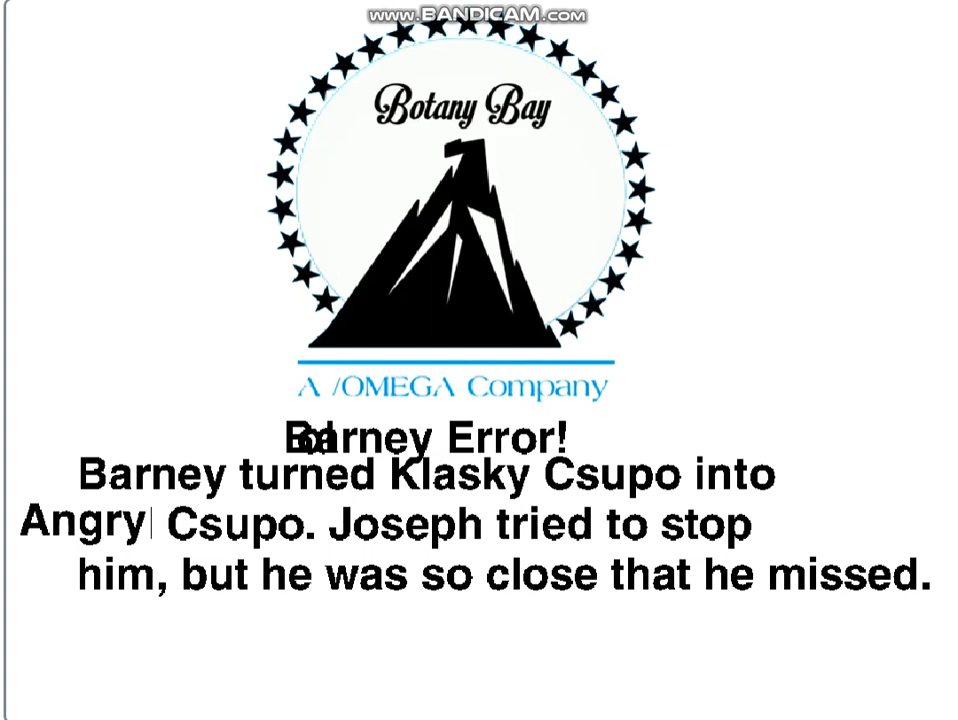 www.BANDICAM.com
Botany Bay
A /OMEGA Company
Barney Error!
Barney turned Klasky Csupo into
Angry Csupo. Joseph tried to stop
him, but he was so close that he missed.